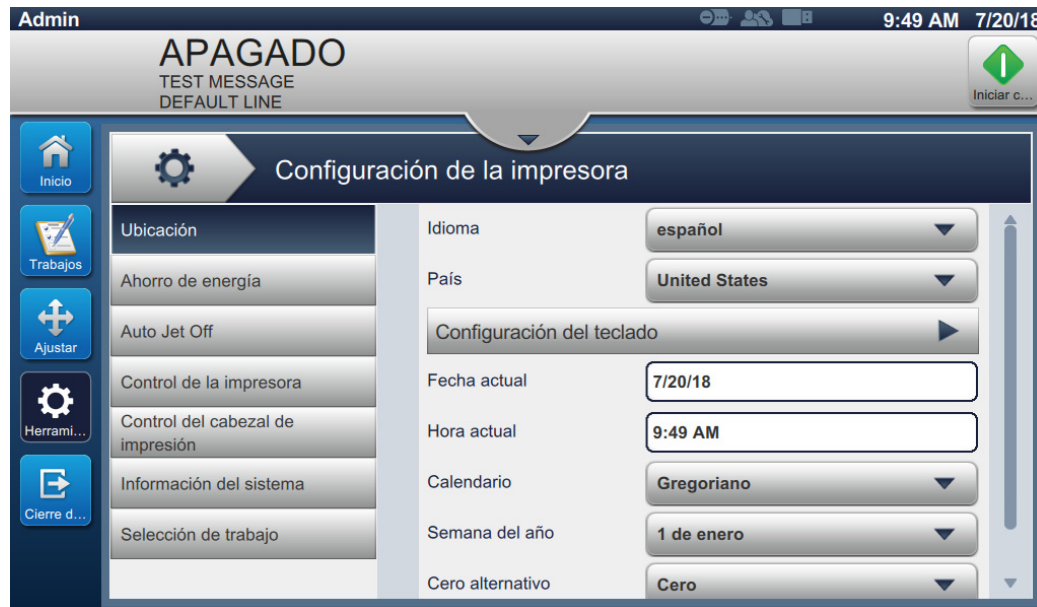 Admin
9:49 AM 7/20/18
APAGADO
TEST MESSAGE
DEFAULT LINE
Iniciar c...
Inicio
Trabajos
Ajustar
Herrami...
Cierre d...
Configuración de la impresora
Ubicación
Ahorro de energía
Auto Jet Off
Control de la impresora
Control del cabezal de
impresión
Información del sistema
Selección de trabajo
Idioma español
País United States
Configuración del teclado
Fecha actual 7/20/18
Hora actual 9:49 AM
Calendario Gregoriano
Semana del año 1 de enero
Cero alternativo Cero